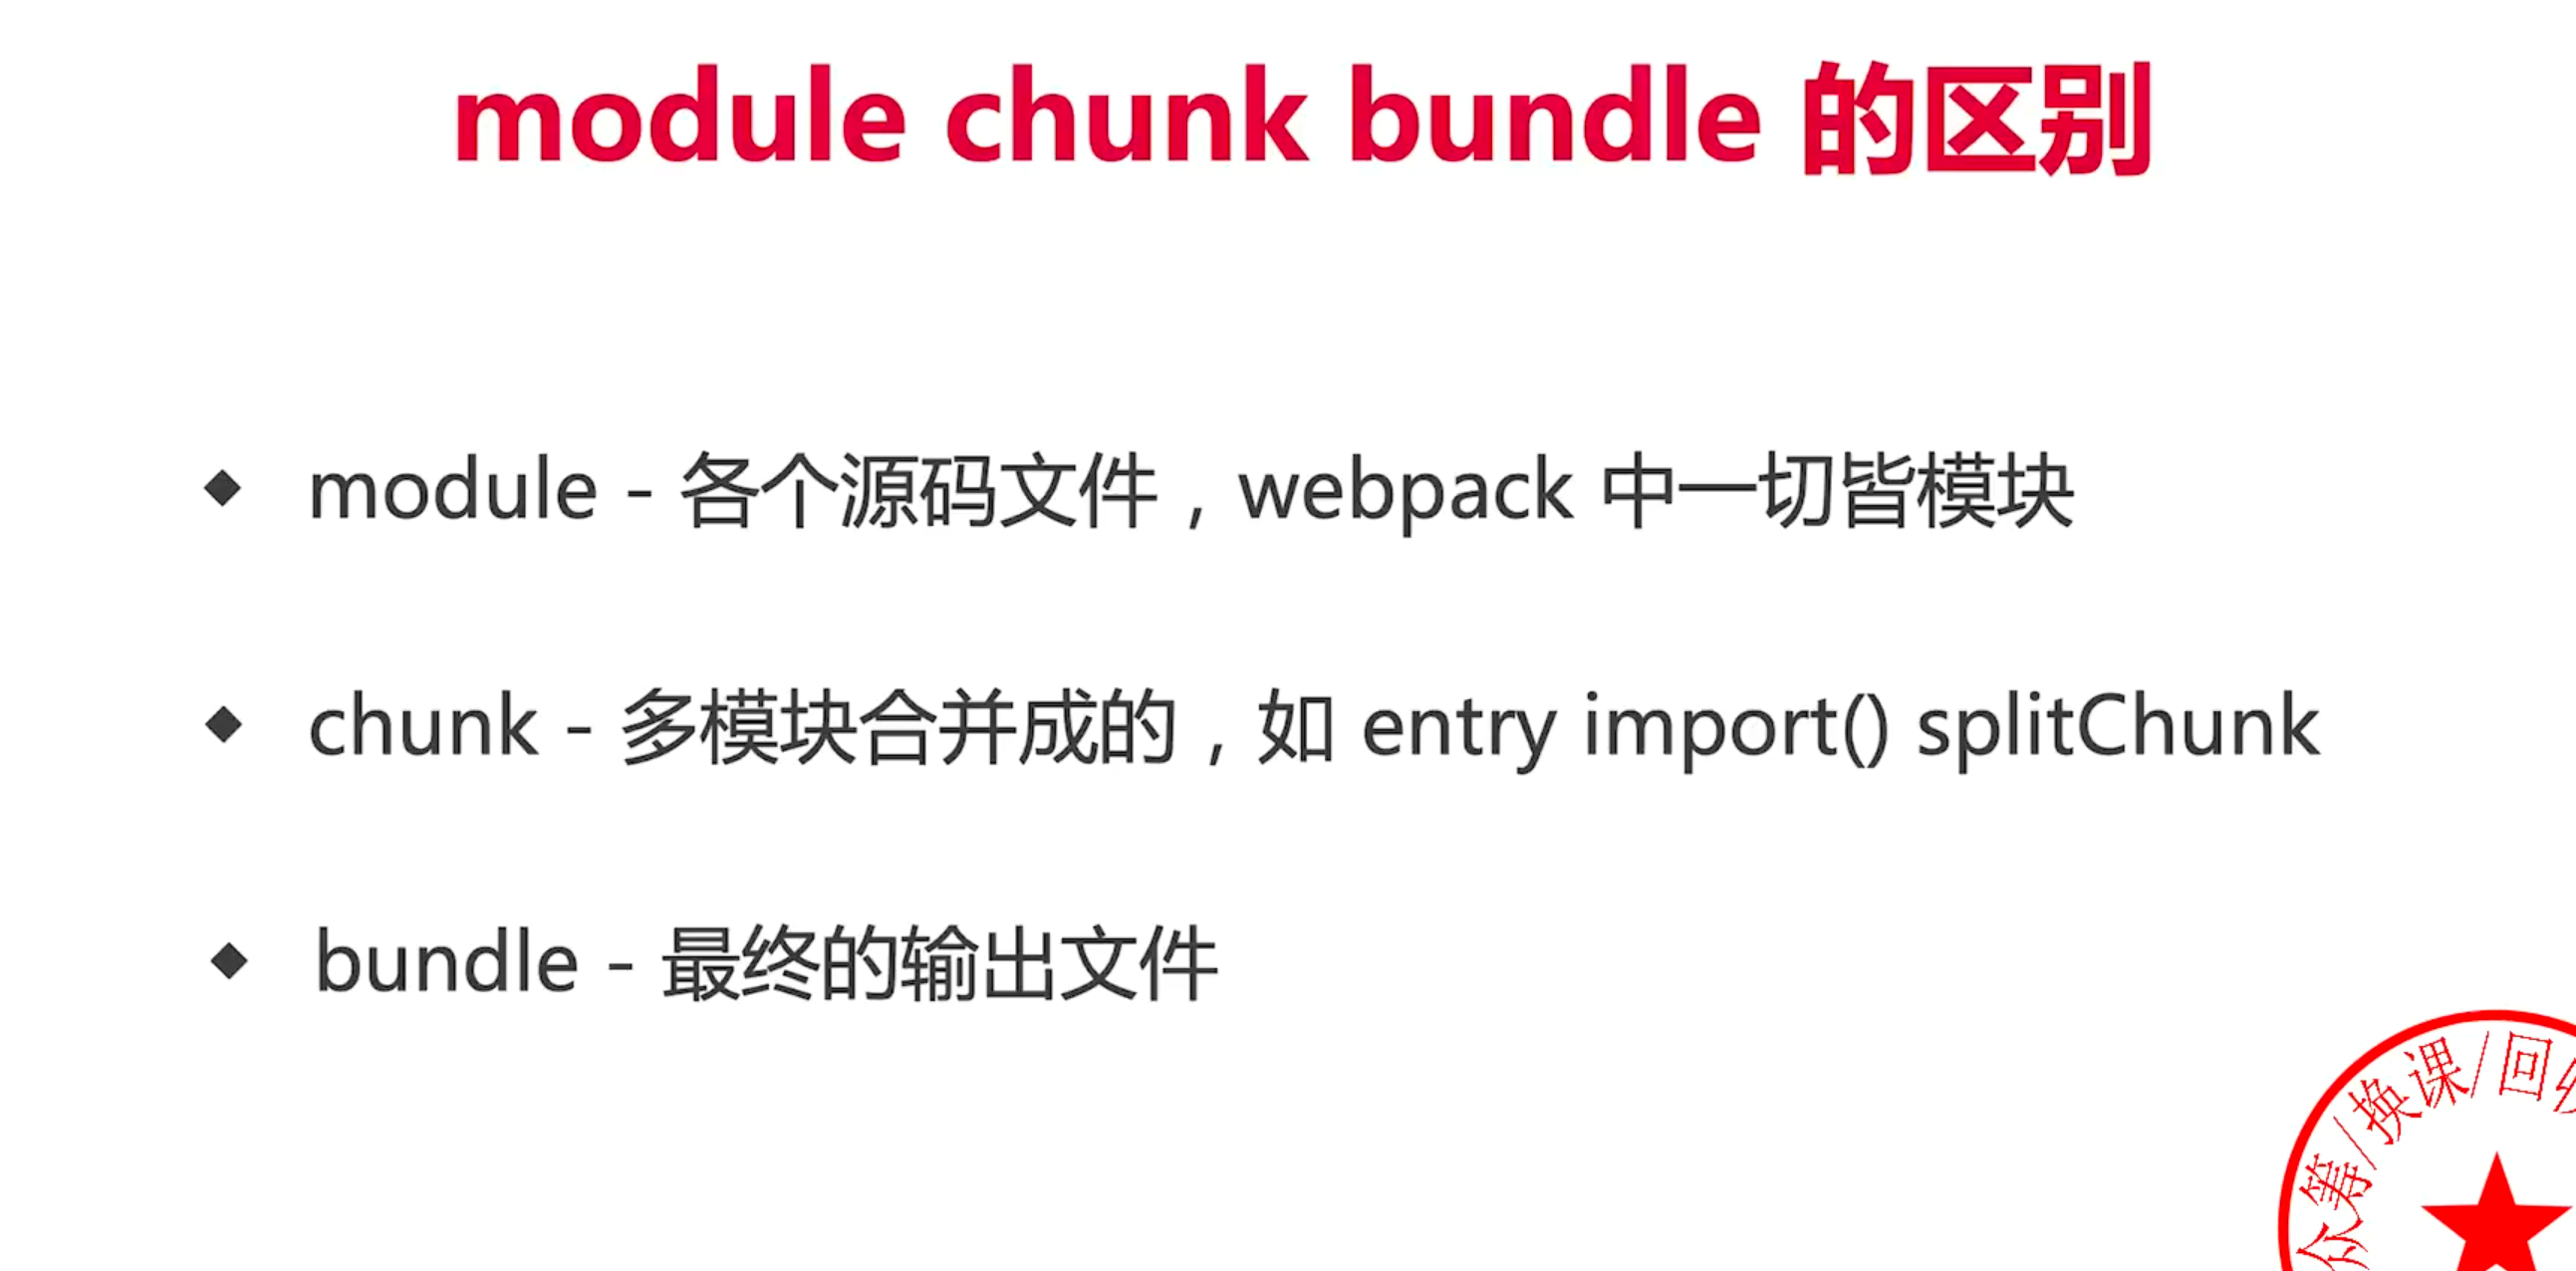 module chunk bundle 的区别
◆ module - 各个源码文件，webpack 中一切皆模块
◆ chunk - 多模块合并成的，如 entry import() splitChunk
◆ bundle - 最终的输出文件
众筹/换课/回